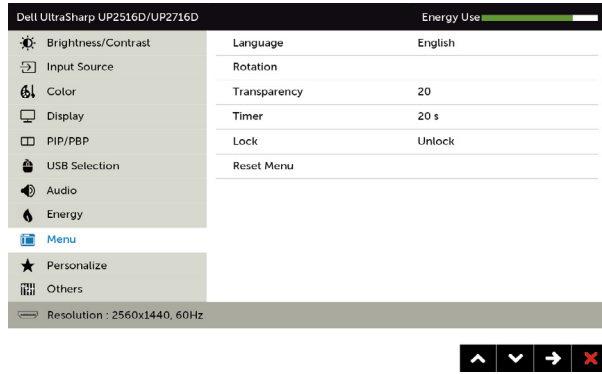 Dell UltraSharp UP2516D/UP2716D Energy Use
Brightness/Contrast Language English
Input Source Rotation
Color Transparency 20
Display Timer 20 s
PIP/PBP Lock Unlock
USB Selection Reset Menu
Audio
Energy
Menu
Personalize
Others
Resolution : 2560x1440, 60Hz